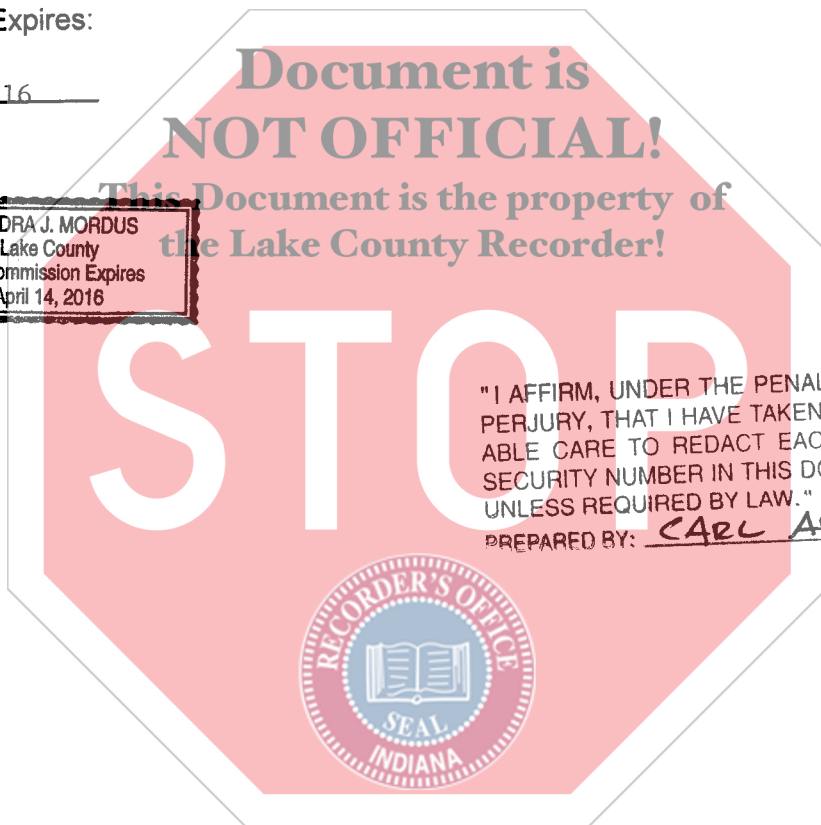 Expires:
Document is
16
NOT OFFICIAL!
This Document is the property of
the Lake County Recorder!
DRA J. MORDUS
Lake County
ommission Expires
April 14, 2016
STOP
"I AFFIRM, UNDER THE PENAL
PERJURY, THAT I HAVE TAKEN
ABLE CARE TO REDACT EAC
SECURITY NUMBER IN THIS DO
UNLESS REQUIRED BY LAW."
PREPARED BY: CARL A
RECORDER'S OFFICE
SEAL
INDIANA